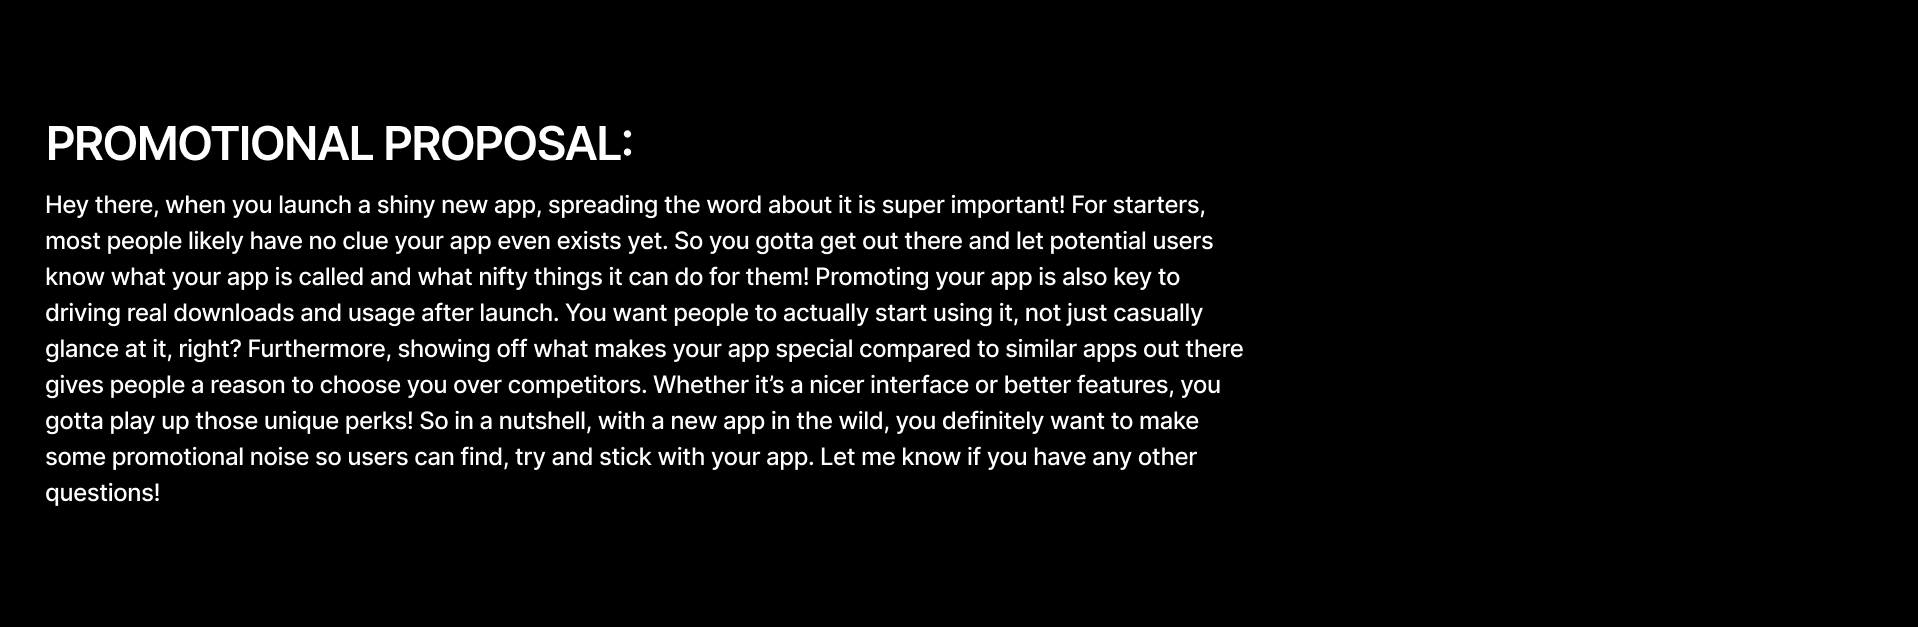 PROMOTIONAL PROPOSAL:
Hey there, when you launch a shiny new app, spreading the word about it is super important! For starters,
most people likely have no clue your app even exists yet. So you gotta get out there and let potential users
know what your app is called and what nifty things it can do for them! Promoting your app is also key to
driving real downloads and usage after launch. You want people to actually start using it, not just casually
glance at it, right? Furthermore, showing off what makes your app special compared to similar apps out there
gives people a reason to choose you over competitors. Whether it’s a nicer interface or better features, you
gotta play up those unique perks! So in a nutshell, with a new app in the wild, you definitely want to make
some promotional noise so users can find, try and stick with your app. Let me know if you have any other
questions!